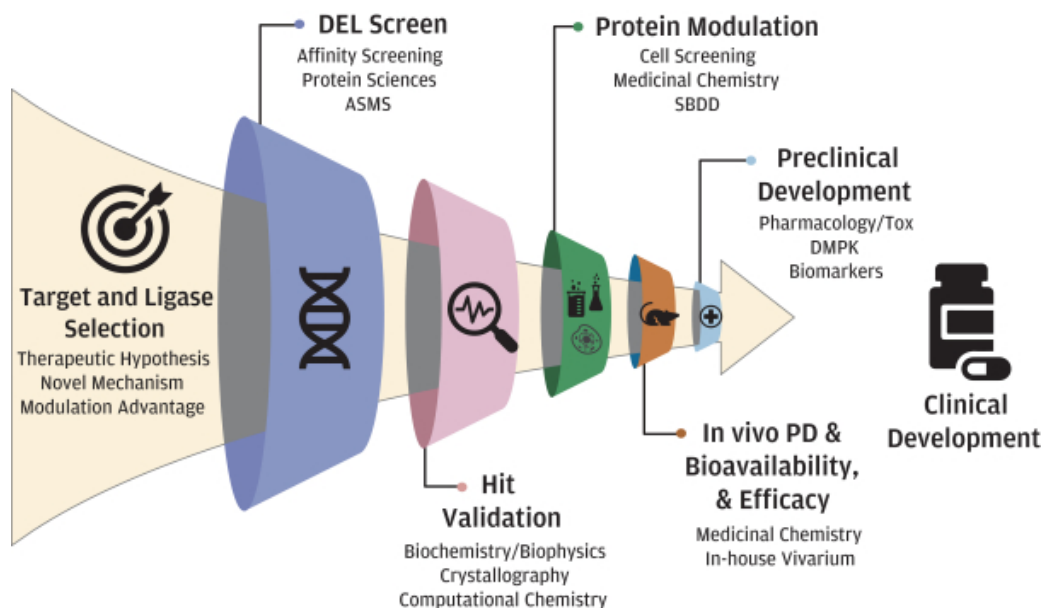 Target and Ligase
Selection
Therapeutic Hypothesis
Novel Mechanism
Modulation Advantage
DEL Screen
Affinity Screening
Protein Sciences
ASMS
Hit
Validation
Biochemistry/Biophysics
Crystallography
Computational Chemistry
Protein Modulation
Cell Screening
Medicinal Chemistry
SBDD
In vivo PD &
Bioavailability,
& Efficacy
Medicinal Chemistry
In-house Vivarium
Preclinical
Development
Pharmacology/Tox
DMPK
Biomarkers
Clinical
Development